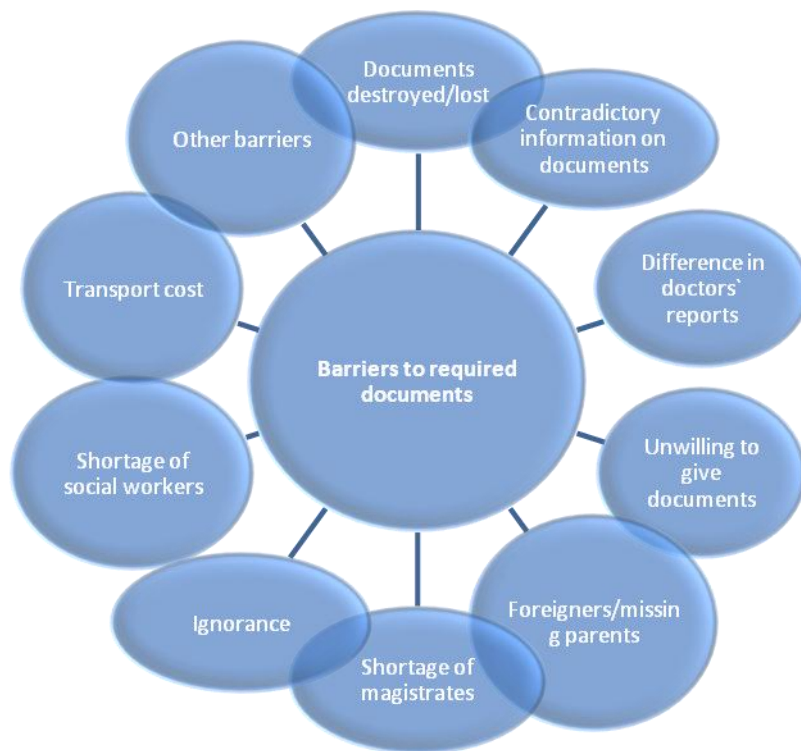 Documents
destroyed/lost
Contradictory
information on
documents
Difference in
doctors`
reports
Unwilling to
give
documents
Foreigners/missin
g parents
Shortage of
magistrates
Ignorance
Shortage of
social workers
Transport cost
Other barriers
Barriers to required
documents